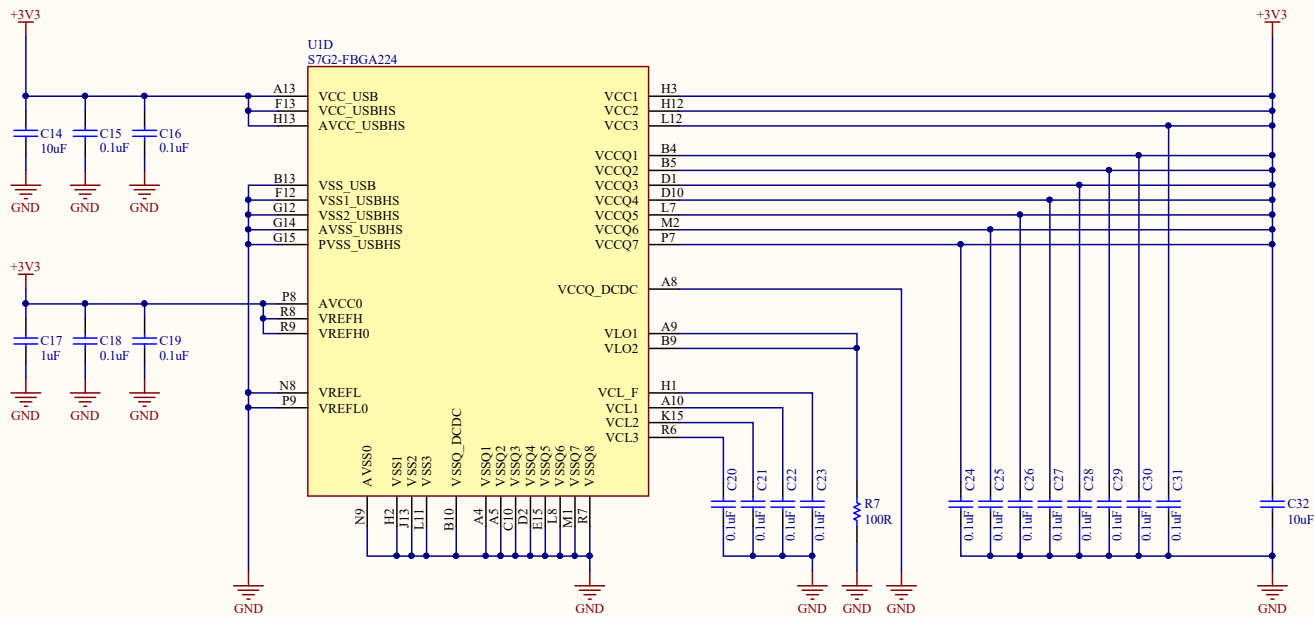 +3V3
+3V3
U1D
S7G2-FBGA224
A13 VCC_USB
F13 VCC_USBHS
H13 AVCC_USBHS
C14
10uF
C15
0.1uF
C16
0.1uF
GND
GND
GND
B13 VSS_USB
F12 VSS1_USBHS
G12 VSS2_USBHS
G14 AVSS_USBHS
G15 PVSS_USBHS
+3V3
P8 AVCC0
R8 VREFH
R9 VREFH0
C17
1uF
C18
0.1uF
C19
0.1uF
GND
GND
GND
N8 VREFL
P9 VREFL0
VCC1 H3
VCC2 H12
VCC3 L12
VCCQ1 B4
VCCQ2 B5
VCCQ3 D1
VCCQ4 D10
VCCQ5 L7
VCCQ6 M2
VCCQ7 P7
VCCQ_DCDC A8
VLO1 A9
VLO2 B9
VCL_F H1
VCL1 A10
VCL2 K15
VCL3 R6
AVSS0 N9
VSS1 H2
VSS2 J13
VSS3 L11
VSSQ_DCDC B10
VSSQ1 A4
VSSQ2 A5
VSSQ3 C10
VSSQ4 D2
VSSQ5 E15
VSSQ6 L8
VSSQ7 M1
VSSQ8 R7
C20
0.1uF
C21
0.1uF
C22
0.1uF
C23
0.1uF
R7
100R
C24
0.1uF
C25
0.1uF
C26
0.1uF
C27
0.1uF
C28
0.1uF
C29
0.1uF
C30
0.1uF
C31
0.1uF
C32
10uF
GND
GND
GND
GND
GND
GND